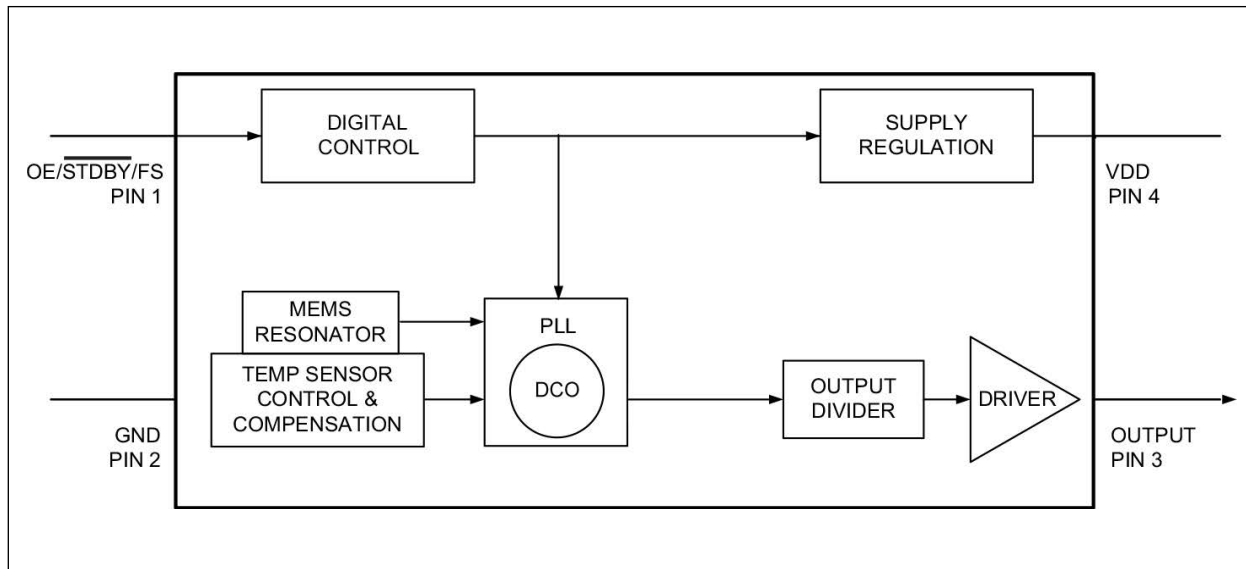 DIGITAL
CONTROL
SUPPLY
REGULATION
OE/STDBY/FS
PIN 1
VDD
PIN 4
MEMS
RESONATOR
PLL
TEMP SENSOR
CONTROL &
COMPENSATION
DCO
OUTPUT
DIVIDER
DRIVER
GND
PIN 2
OUTPUT
PIN 3